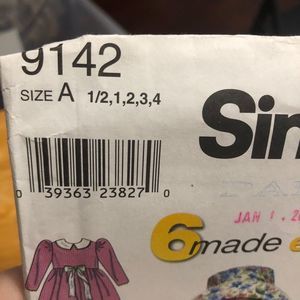 9142
SIZE A 1/2,1,2,3,4
Sim
0 39363 23827 0
JAN 1
6 made